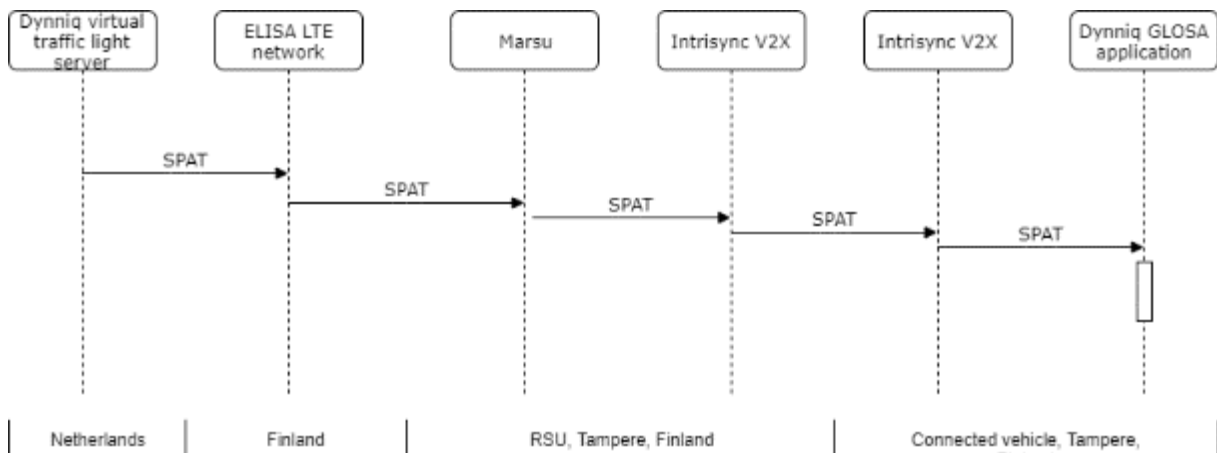 Dynniq virtual
traffic light
server
ELISA LTE
network
Marsu
Intrisync V2X
Intrisync V2X
Dynniq GLOSA
application
SPAT
SPAT
SPAT
SPAT
SPAT
Netherlands
Finland
RSU, Tampere, Finland
Connected vehicle, Tampere,